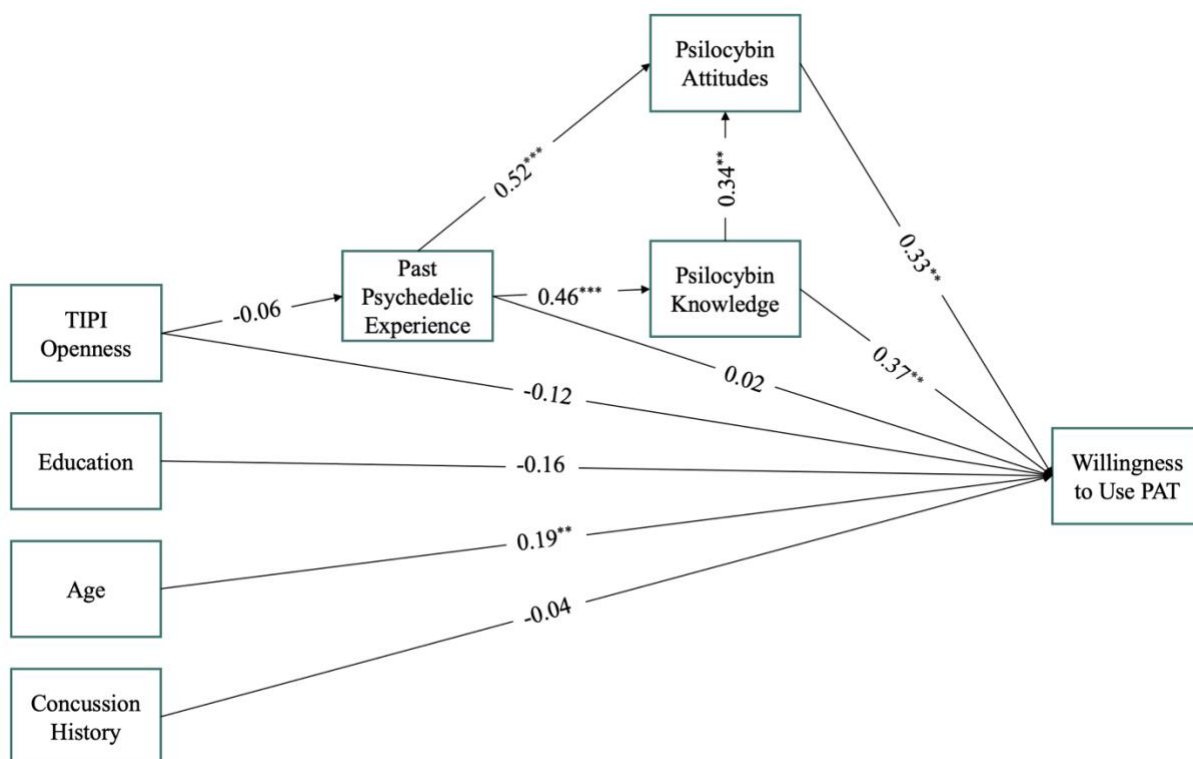 Psilocybin
Attitudes
0.52***
0.34**
0.33**
Past
Psychedelic
Experience
0.46***
Psilocybin
Knowledge
TIPI
Openness
-0.06
0.37**
0.02
-0.12
Education
-0.16
Willingness
to Use PAT
Age
0.19**
-0.04
Concussion
History